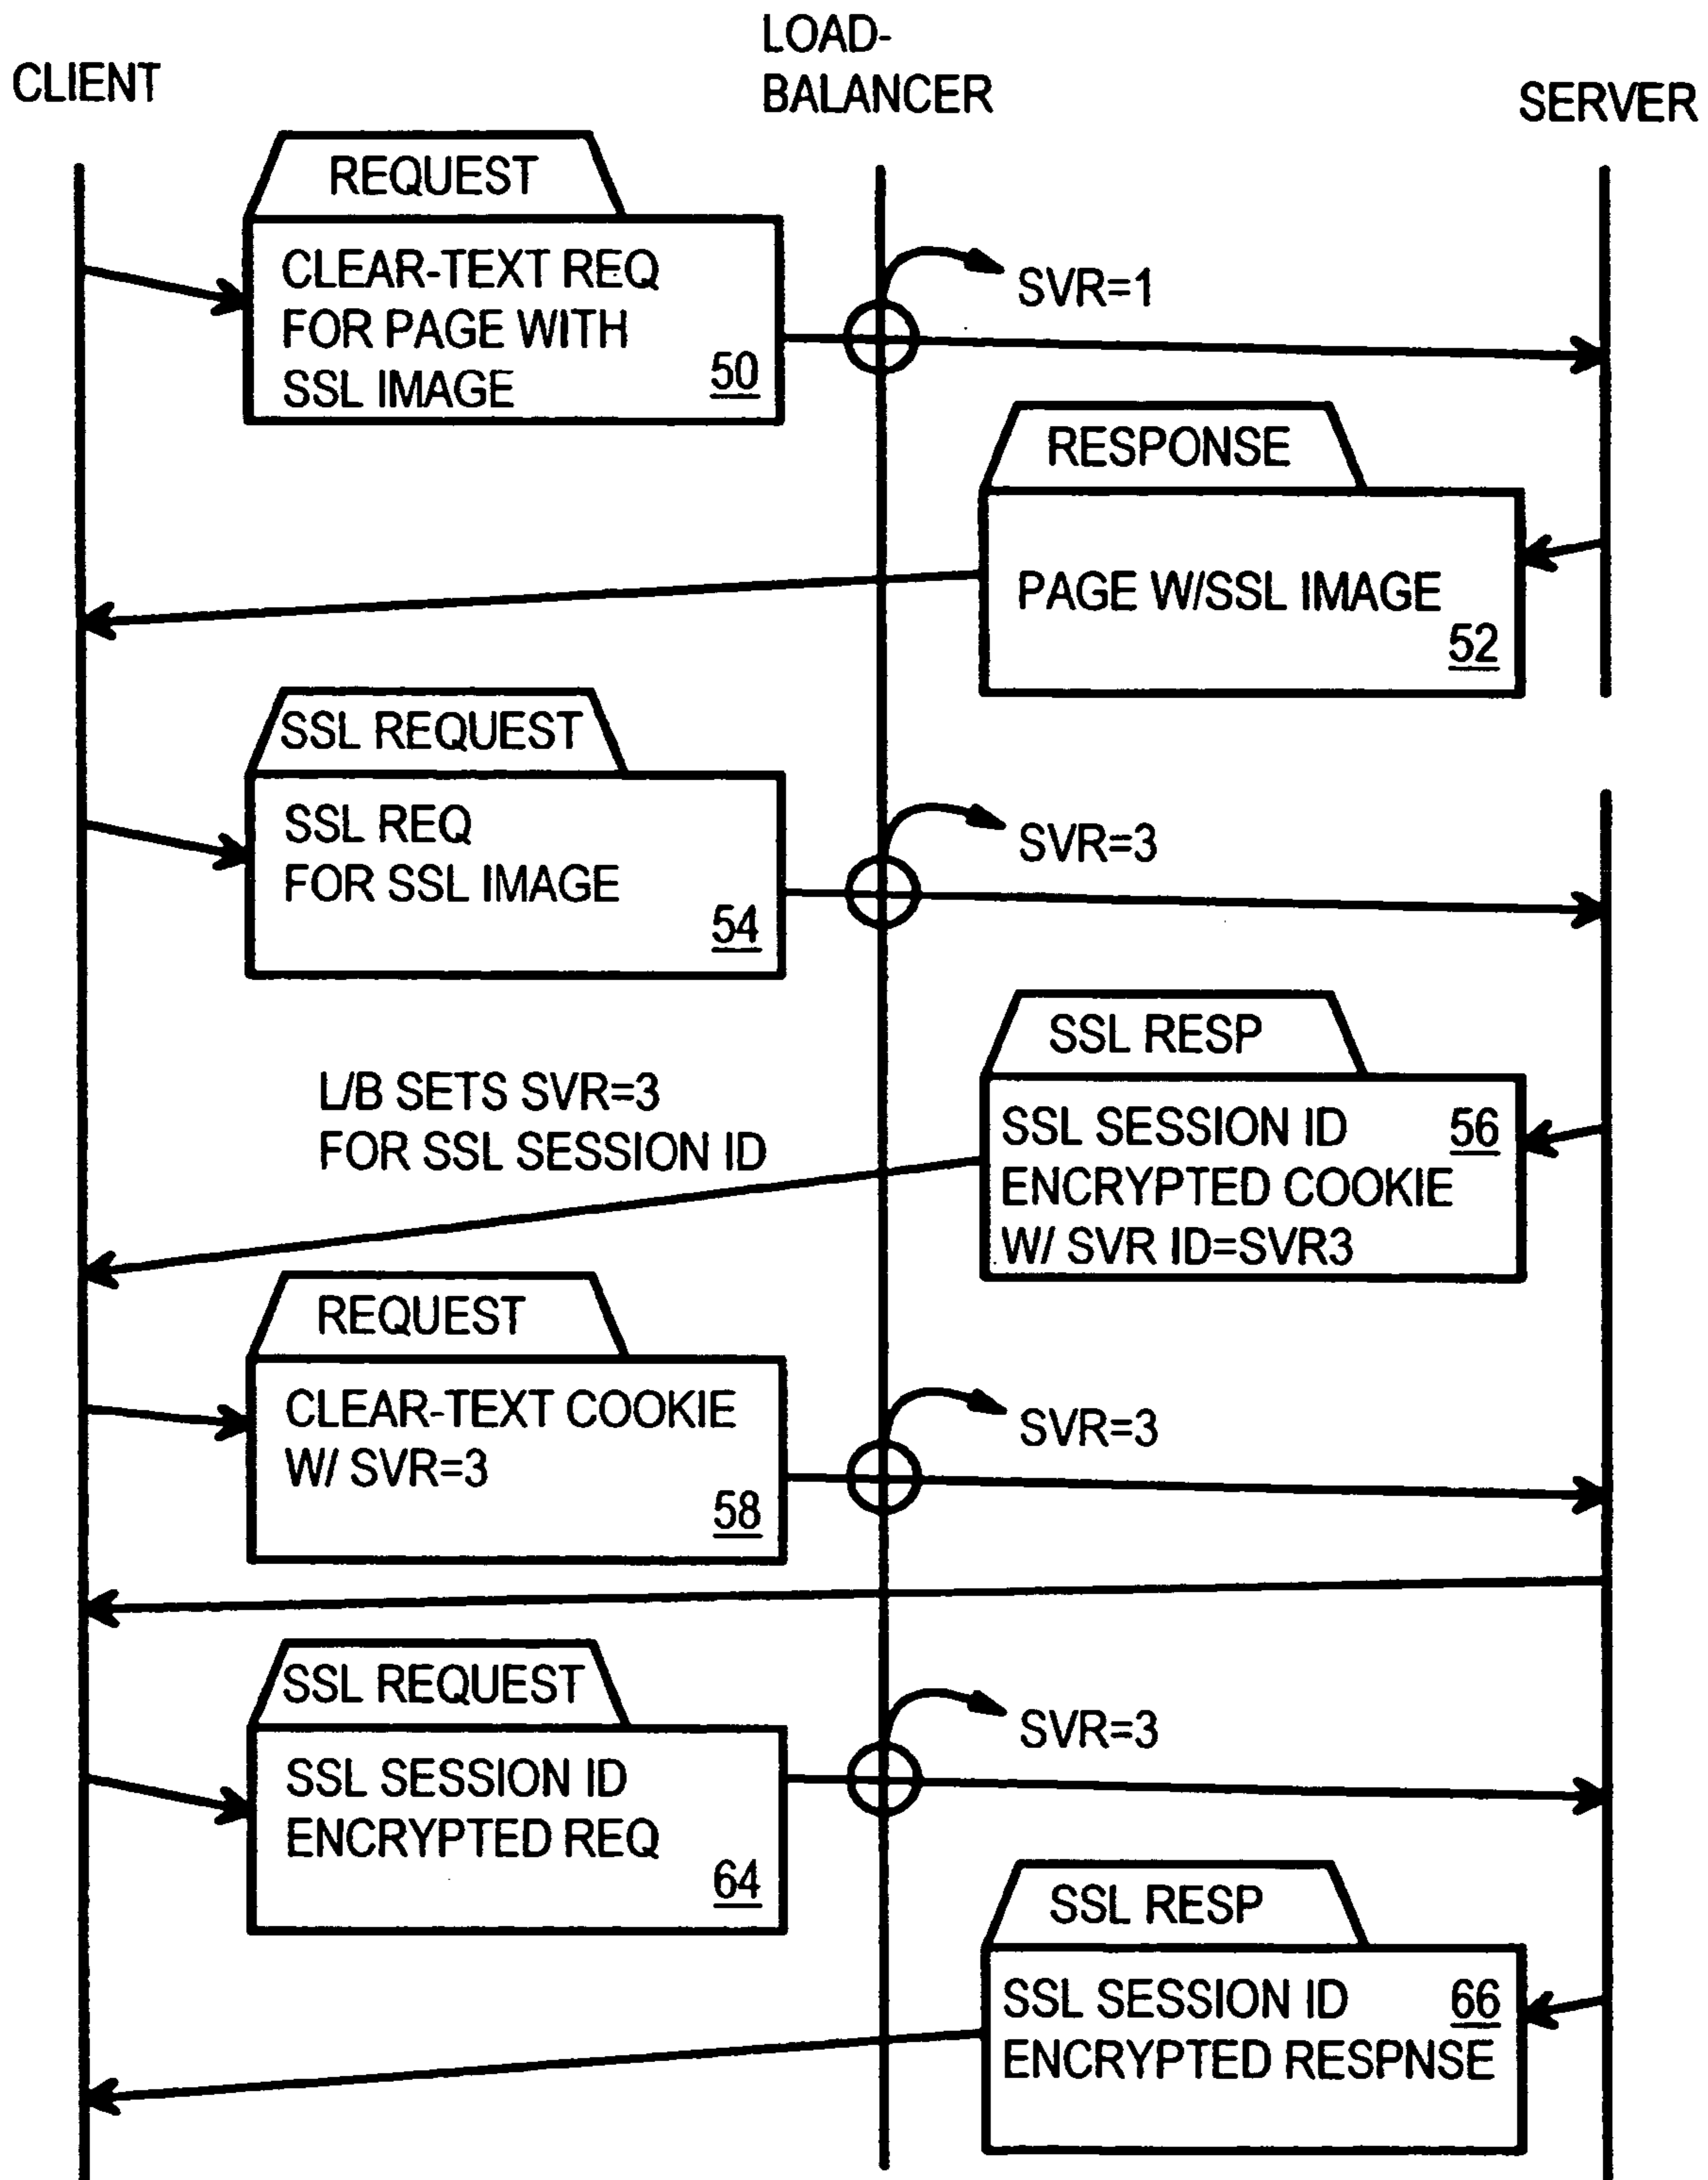 CLIENT
LOAD-
BALANCER
SERVER
REQUEST
CLEAR-TEXT REQ
FOR PAGE WITH
SSL IMAGE
50
SVR=1
RESPONSE
PAGE W/SSL IMAGE
52
SSL REQUEST
SSL REQ
FOR SSL IMAGE
54
SVR=3
SSL RESP
SSL SESSION ID
56
ENCRYPTED COOKIE
W/ SVR ID=SVR3
L/B SETS SVR=3
FOR SSL SESSION ID
REQUEST
CLEAR-TEXT COOKIE
W/ SVR=3
58
SVR=3
SSL REQUEST
SSL SESSION ID
ENCRYPTED REQ
64
SVR=3
SSL RESP
SSL SESSION ID
66
ENCRYPTED RESPNSE